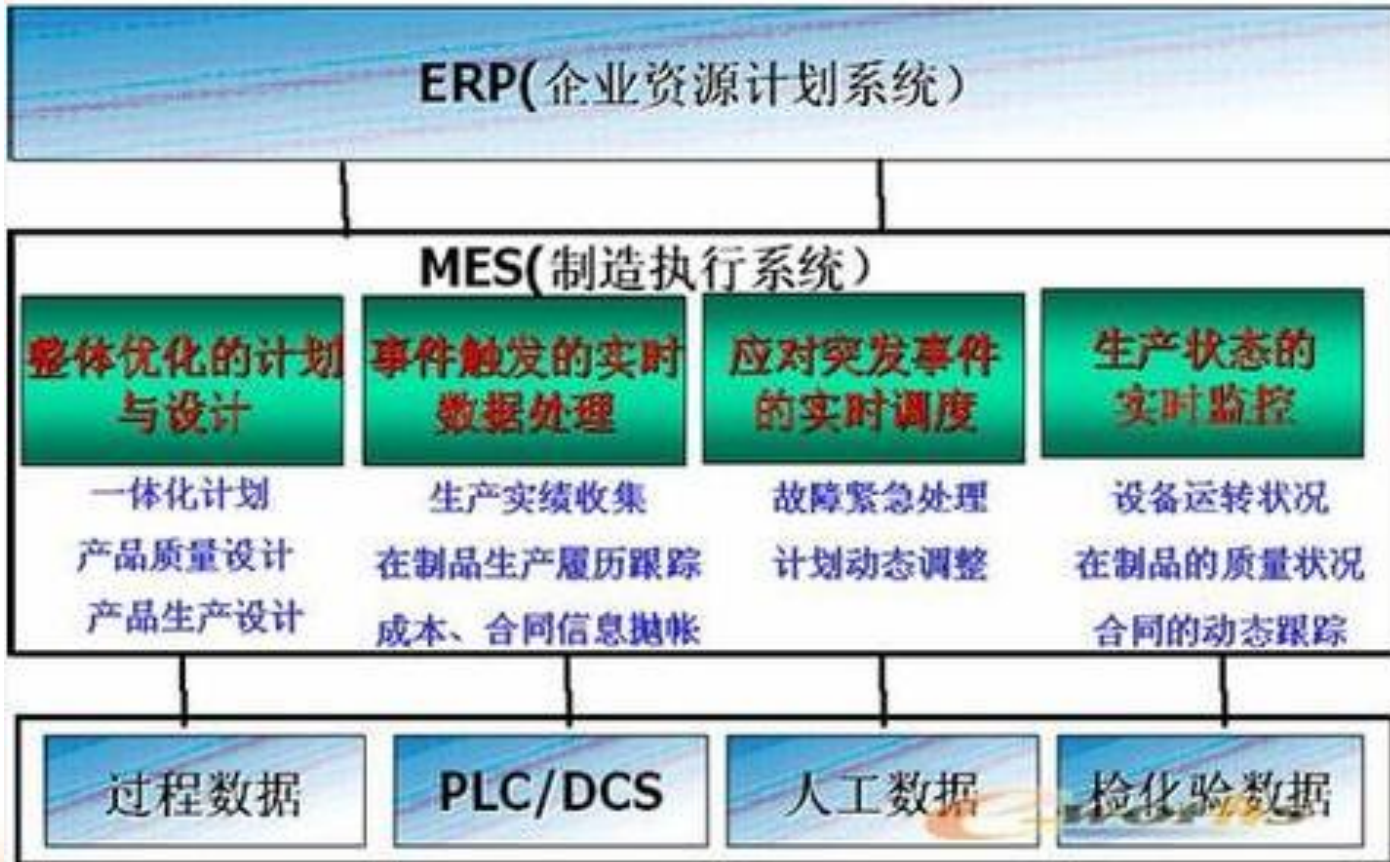 ERP(企业资源计划系统）
MES(制造执行系统）
整体优化的计划
与设计
事件触发的实时
数据处理
应对突发事件
的实时调度
生产状态的
实时监控
一体化计划
产品质量设计
产品生产设计
生产实绩收集
在制品生产履历跟踪
成本、合同信息抛帐
故障紧急处理
计划动态调整
设备运转状况
在制品的质量状况
合同的动态跟踪
过程数据
PLC/DCS
人工数据
检化验数据